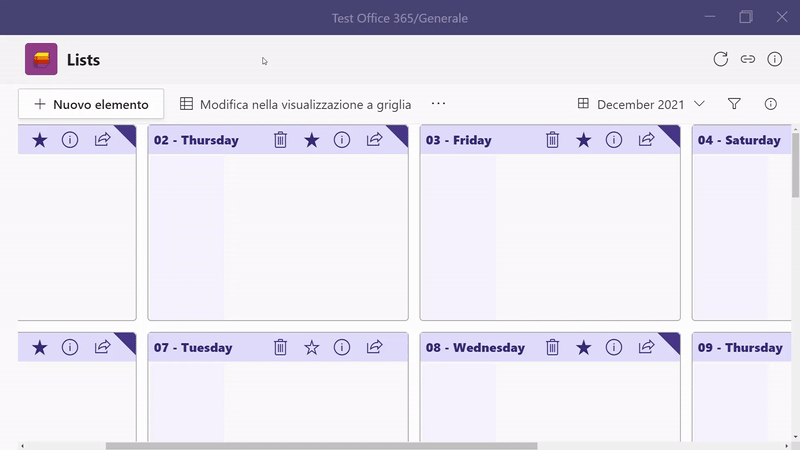 Test Office 365/Generale
Lists
Nuovo elemento
Modifica nella visualizzazione a griglia
December 2021
02 - Thursday
03 - Friday
04 - Saturday
07 - Tuesday
08 - Wednesday
09 - Thursday